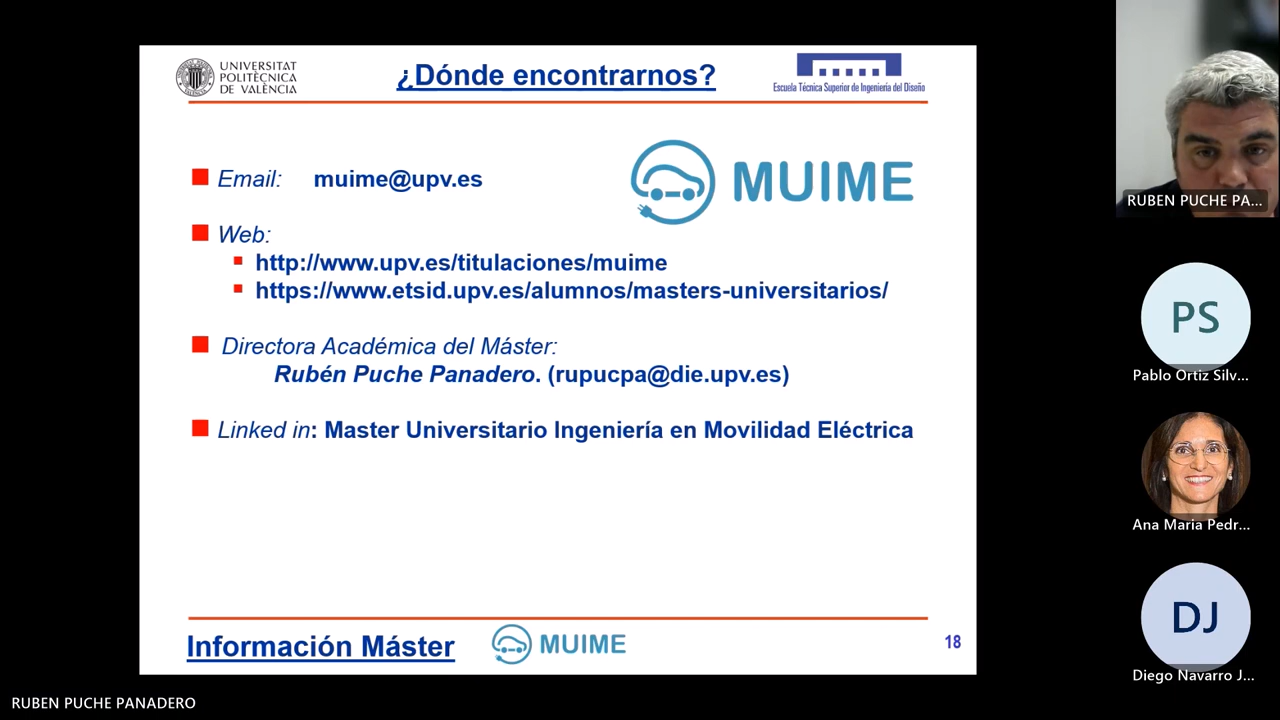 UNIVERSITAT
POLITÈCNICA
DE VALÈNCIA
¿Dónde encontrarnos?
Escuela Técnica Superior de Ingeniería del Diseño
MUIME
Email: muime@upv.es
Web:
http://www.upv.es/titulaciones/muime
https://www.etsid.upv.es/alumnos/masters-universitarios/
Directora Académica del Máster:
Rubén Puche Panadero. (rupucpa@die.upv.es)
Linked in: Master Universitario Ingeniería en Movilidad Eléctrica
Información Máster
MUIME
18
RUBEN PUCHE PA...
PS
Pablo Ortiz Silv...
Ana Maria Pedr...
DJ
Diego Navarro J...
RUBEN PUCHE PANADERO